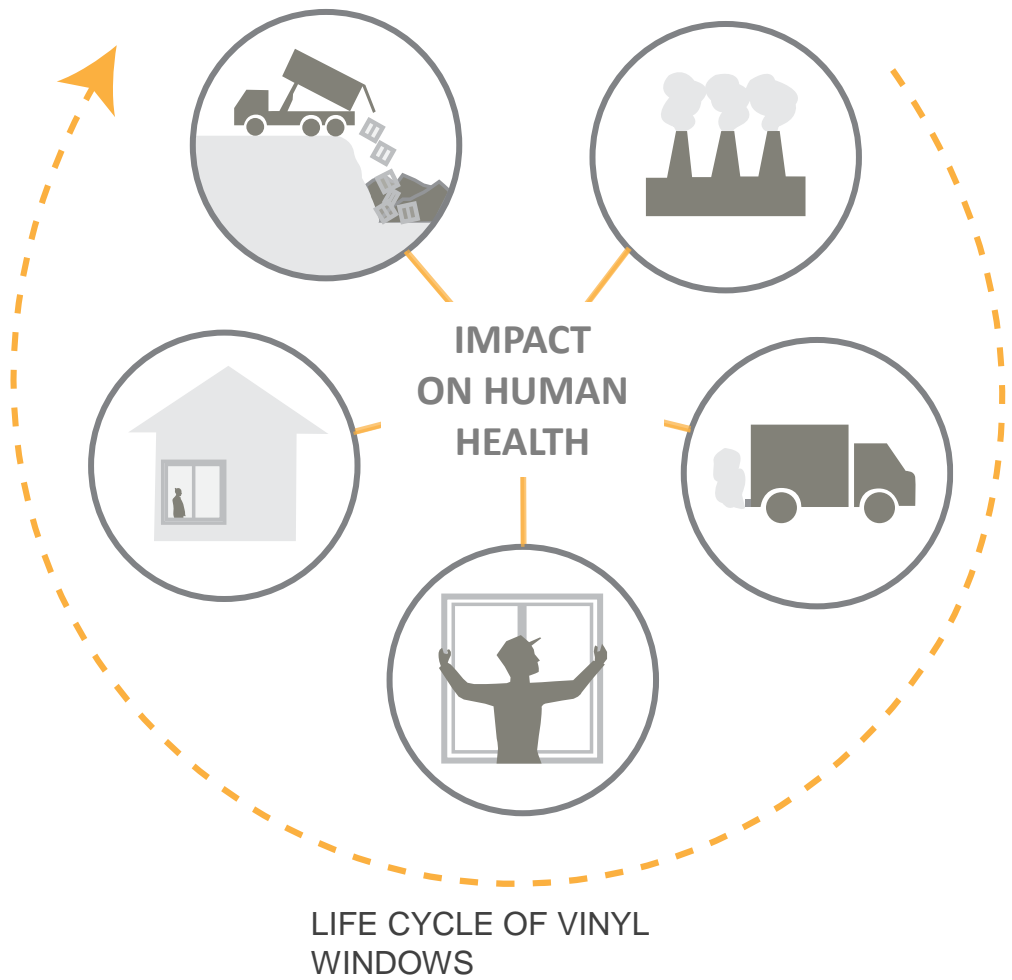 IMPACT
ON HUMAN
HEALTH
LIFE CYCLE OF VINYL
WINDOWS